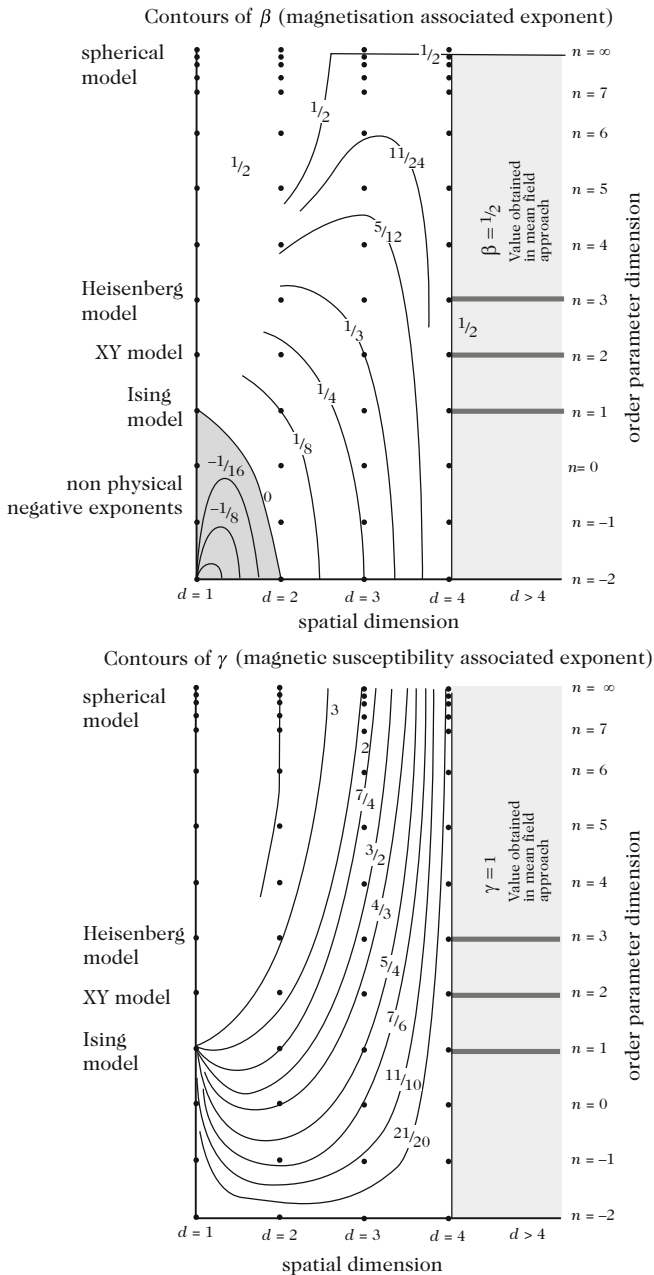 Contours of β (magnetisation associated exponent)
spherical
model
1/2
n = ∞
n = 7
1/2
n = 6
1/2
11/24
n = 5
5/12
n = 4
β = 1/2
Value obtained
in mean field
approach
order parameter dimension
Heisenberg
model
n = 3
1/3
1/2
XY model
n = 2
1/4
Ising
model
n = 1
1/8
–1/16
n= 0
non physical
negative exponents
0
–1/8
n = –1
n = –2
d = 1
d = 2
d = 3
d = 4
d > 4
spatial dimension
Contours of γ (magnetic susceptibility associated exponent)
spherical
model
3
n = ∞
n = 7
2
n = 6
7/4
n = 5
3/2
n = 4
γ = 1
Value obtained
in mean field
approach
order parameter dimension
4/3
Heisenberg
model
n = 3
5/4
XY model
n = 2
7/6
Ising
model
n = 1
11/10
n = 0
21/20
n = –1
n = –2
d = 1
d = 2
d = 3
d = 4
d > 4
spatial dimension